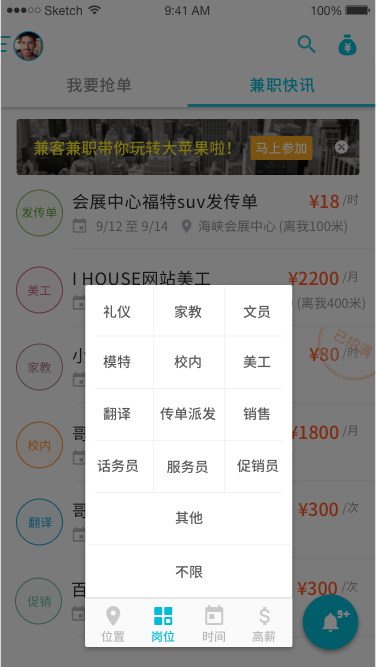 Sketch 9:41 AM 100%
我要抢单 兼职快讯
兼客兼职带你玩转大苹果啦! 马上参加
发传单 会展中心福特suv发传单 ¥18 /时
9/12 至 9/14 海峡会展中心 (离我100米)
美工 I HOUSE网站美工 ¥2200 /月
(离我400米)
家教 小 ¥80 /时
已招满
校内 哥 ¥1800 /月
翻译 哥 ¥300 /次
促销 百 ¥300 /次
礼仪 家教 文员
模特 校内 美工
翻译 传单派发 销售
话务员 服务员 促销员
其他
不限
位置 岗位 时间 高薪
9+